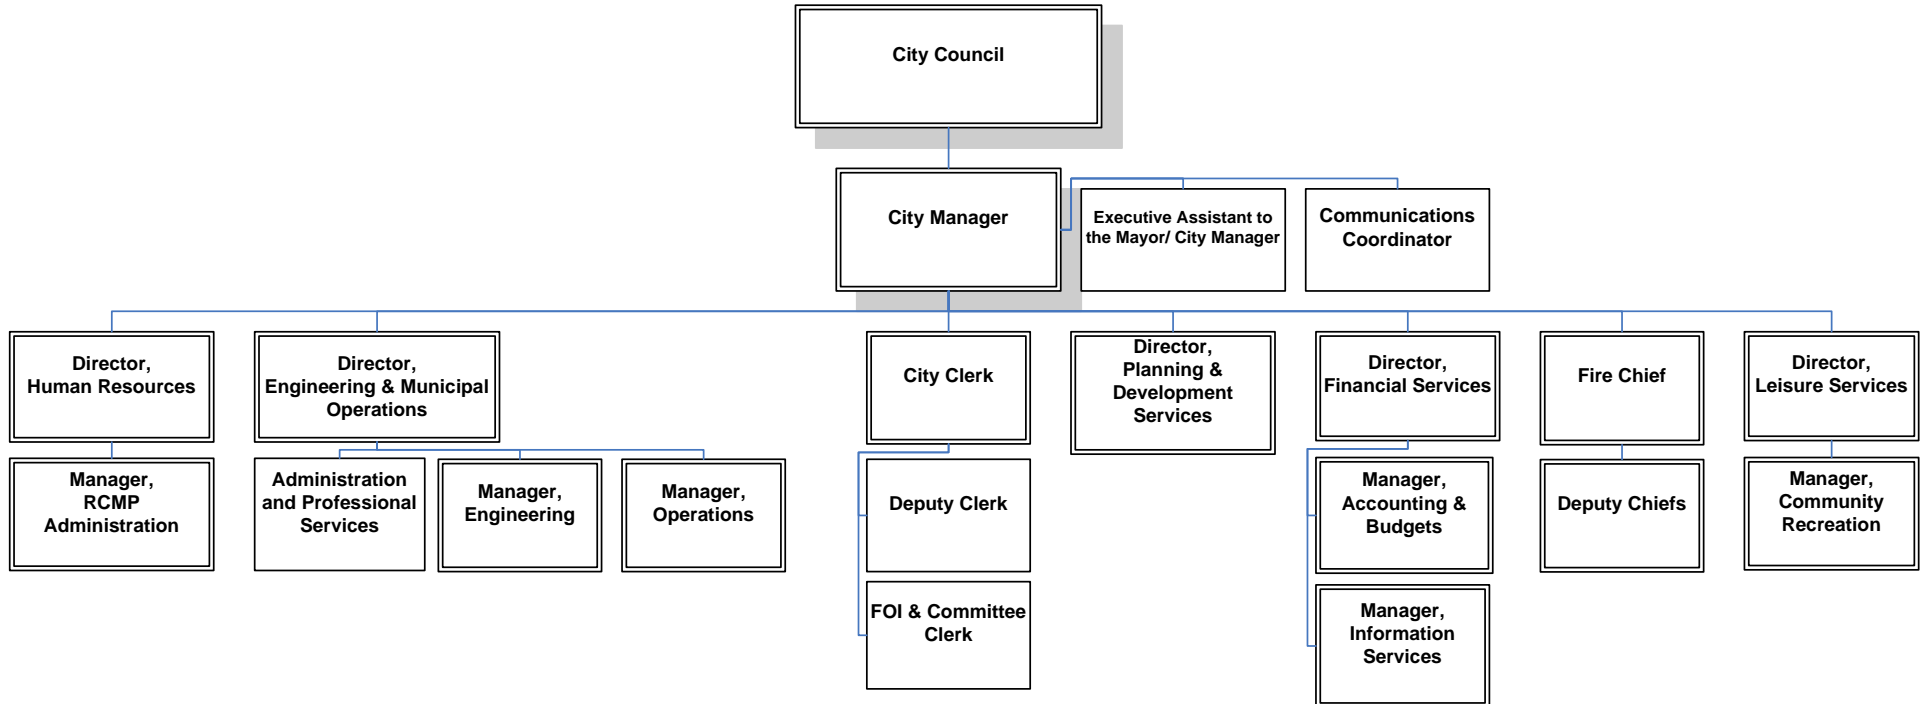 City Council
City Manager
Executive Assistant to
the Mayor/ City Manager
Communications
Coordinator
Director,
Human Resources
Director,
Engineering & Municipal
Operations
City Clerk
Director,
Planning &
Development
Services
Director,
Financial Services
Fire Chief
Director,
Leisure Services
Manager,
RCMP
Administration
Administration
and Professional
Services
Manager,
Engineering
Manager,
Operations
Deputy Clerk
Manager,
Accounting &
Budgets
Deputy Chiefs
Manager,
Community
Recreation
FOI & Committee
Clerk
Manager,
Information
Services